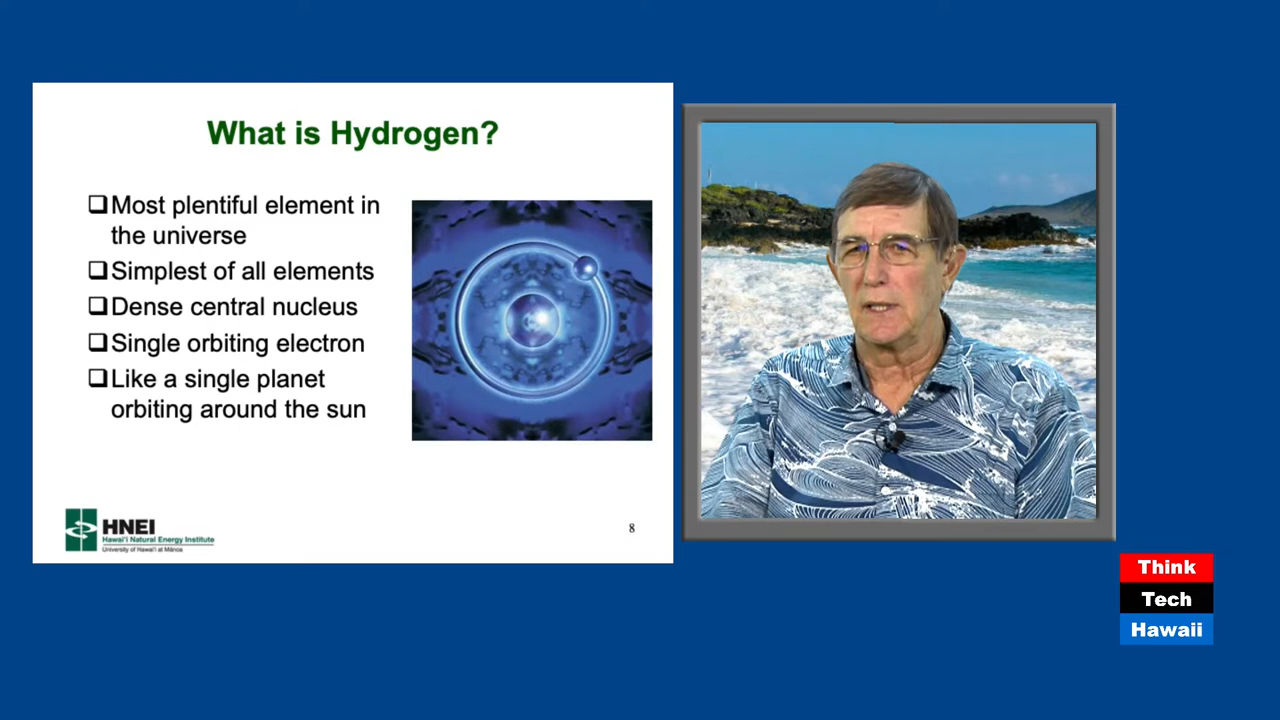 What is Hydrogen?
❑Most plentiful element in
the universe
❑Simplest of all elements
❑Dense central nucleus
❑Single orbiting electron
❑Like a single planet
orbiting around the sun
HNEI
Hawai'i Natural Energy Institute
University of Hawai'i at Mānoa
8
Think
Tech
Hawaii